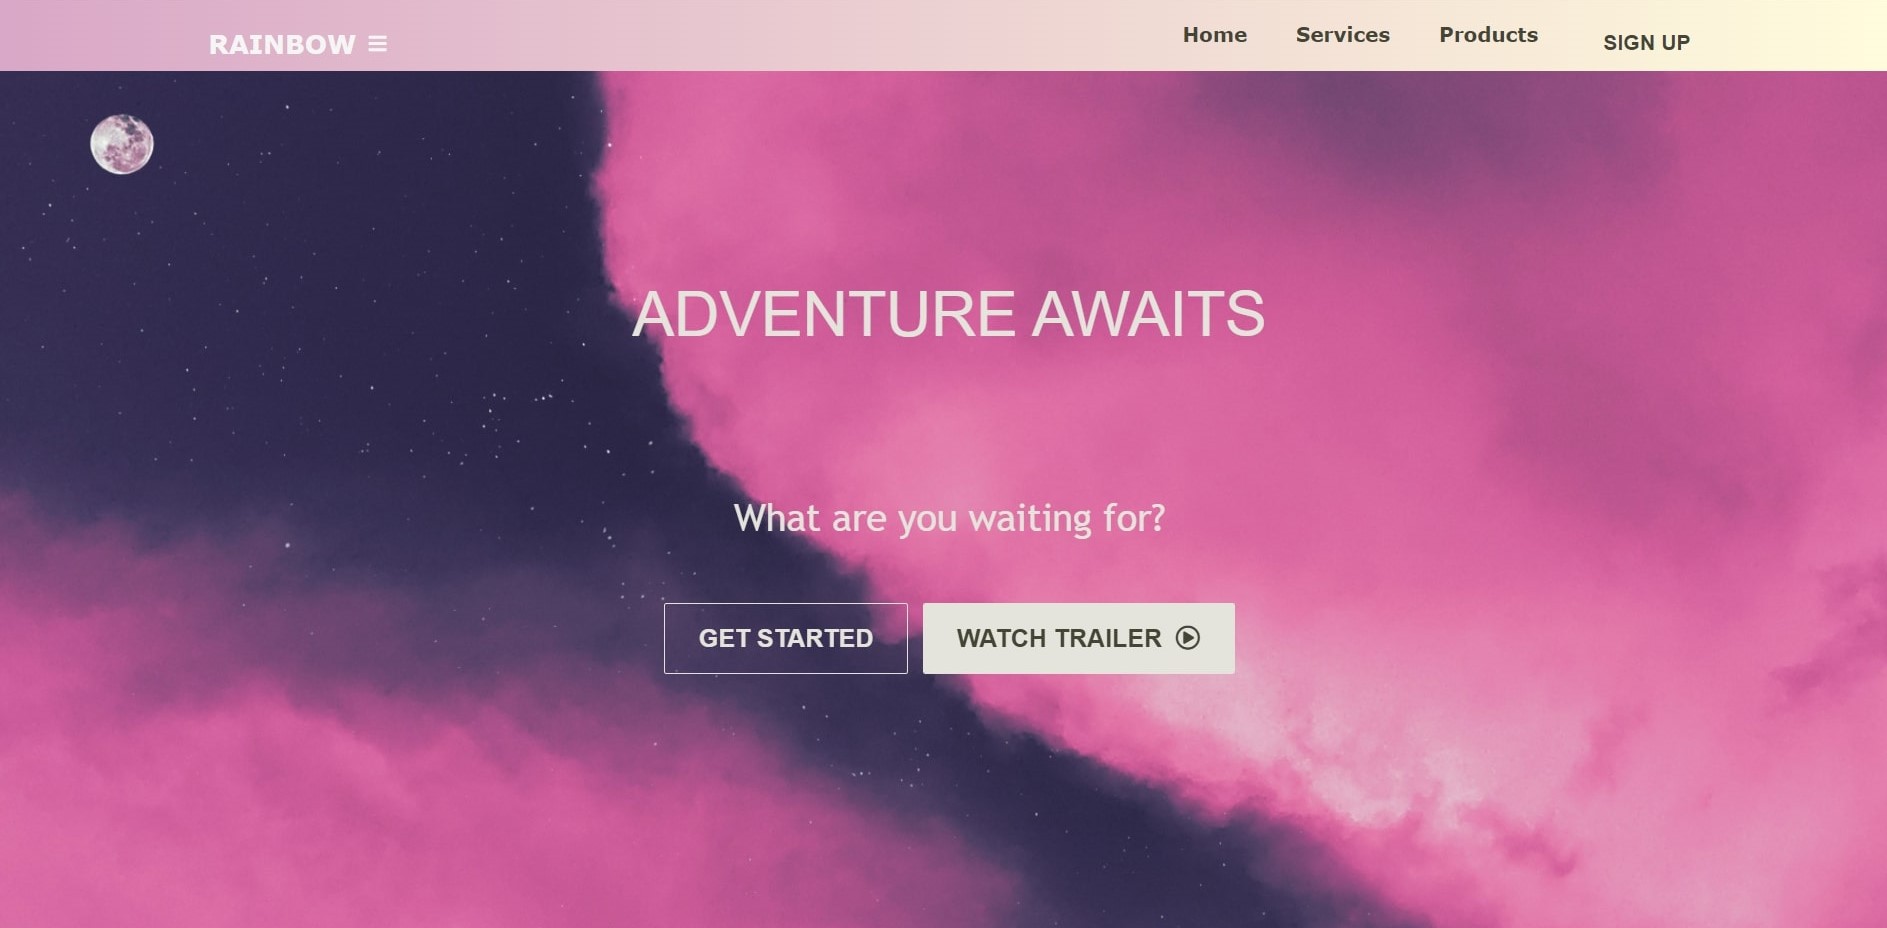 RAINBOW
Home Services Products SIGN UP
ADVENTURE AWAITS
What are you waiting for?
GET STARTED WATCH TRAILER